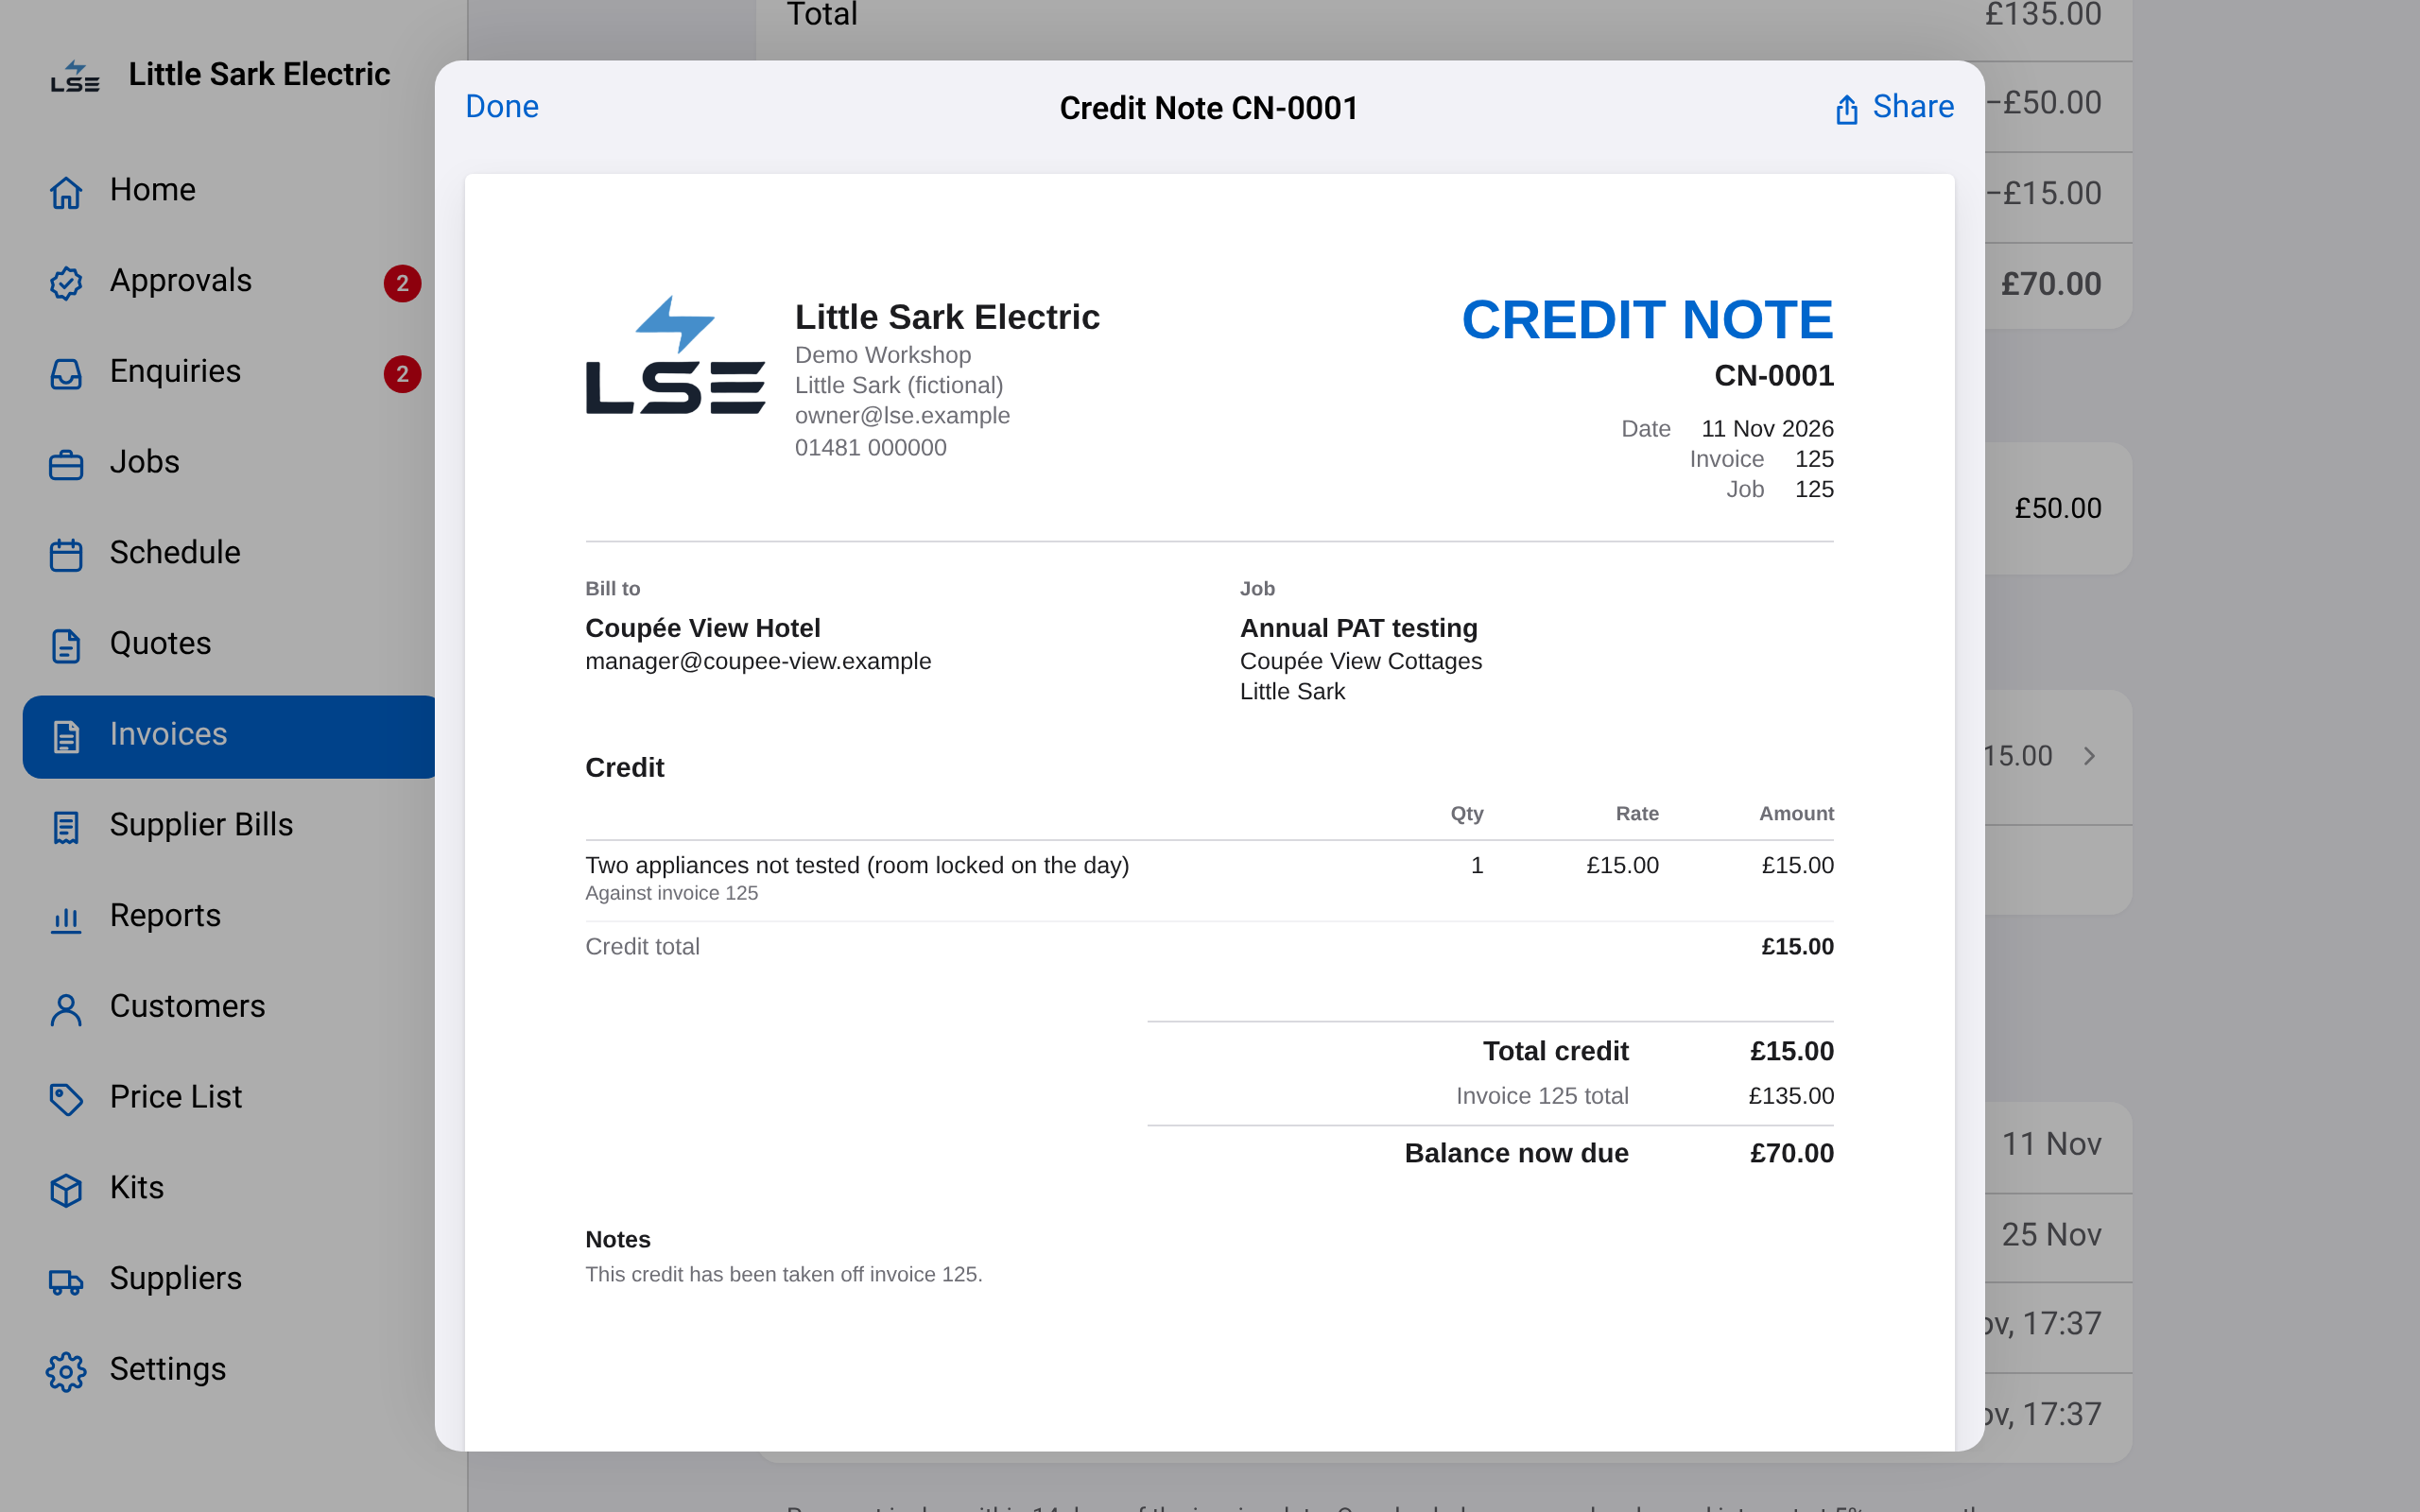 LSE Little Sark Electric
Home
Approvals 2
Enquiries 2
Jobs
Schedule
Quotes
Invoices
Supplier Bills
Reports
Customers
Price List
Kits
Suppliers
Settings
Total £135.00
−£50.00
−£15.00
£70.00
£50.00
15.00
11 Nov
25 Nov
17:37
17:37
Done
Credit Note CN-0001
Share
LSE
Little Sark Electric
Demo Workshop
Little Sark (fictional)
owner@lse.example
01481 000000
CREDIT NOTE
CN-0001
Date 11 Nov 2026
Invoice 125
Job 125
Bill to
Coupée View Hotel
manager@coupee-view.example
Job
Annual PAT testing
Coupée View Cottages
Little Sark
Credit
Qty Rate Amount
Two appliances not tested (room locked on the day) 1 £15.00 £15.00
Against invoice 125
Credit total £15.00
Total credit £15.00
Invoice 125 total £135.00
Balance now due £70.00
Notes
This credit has been taken off invoice 125.